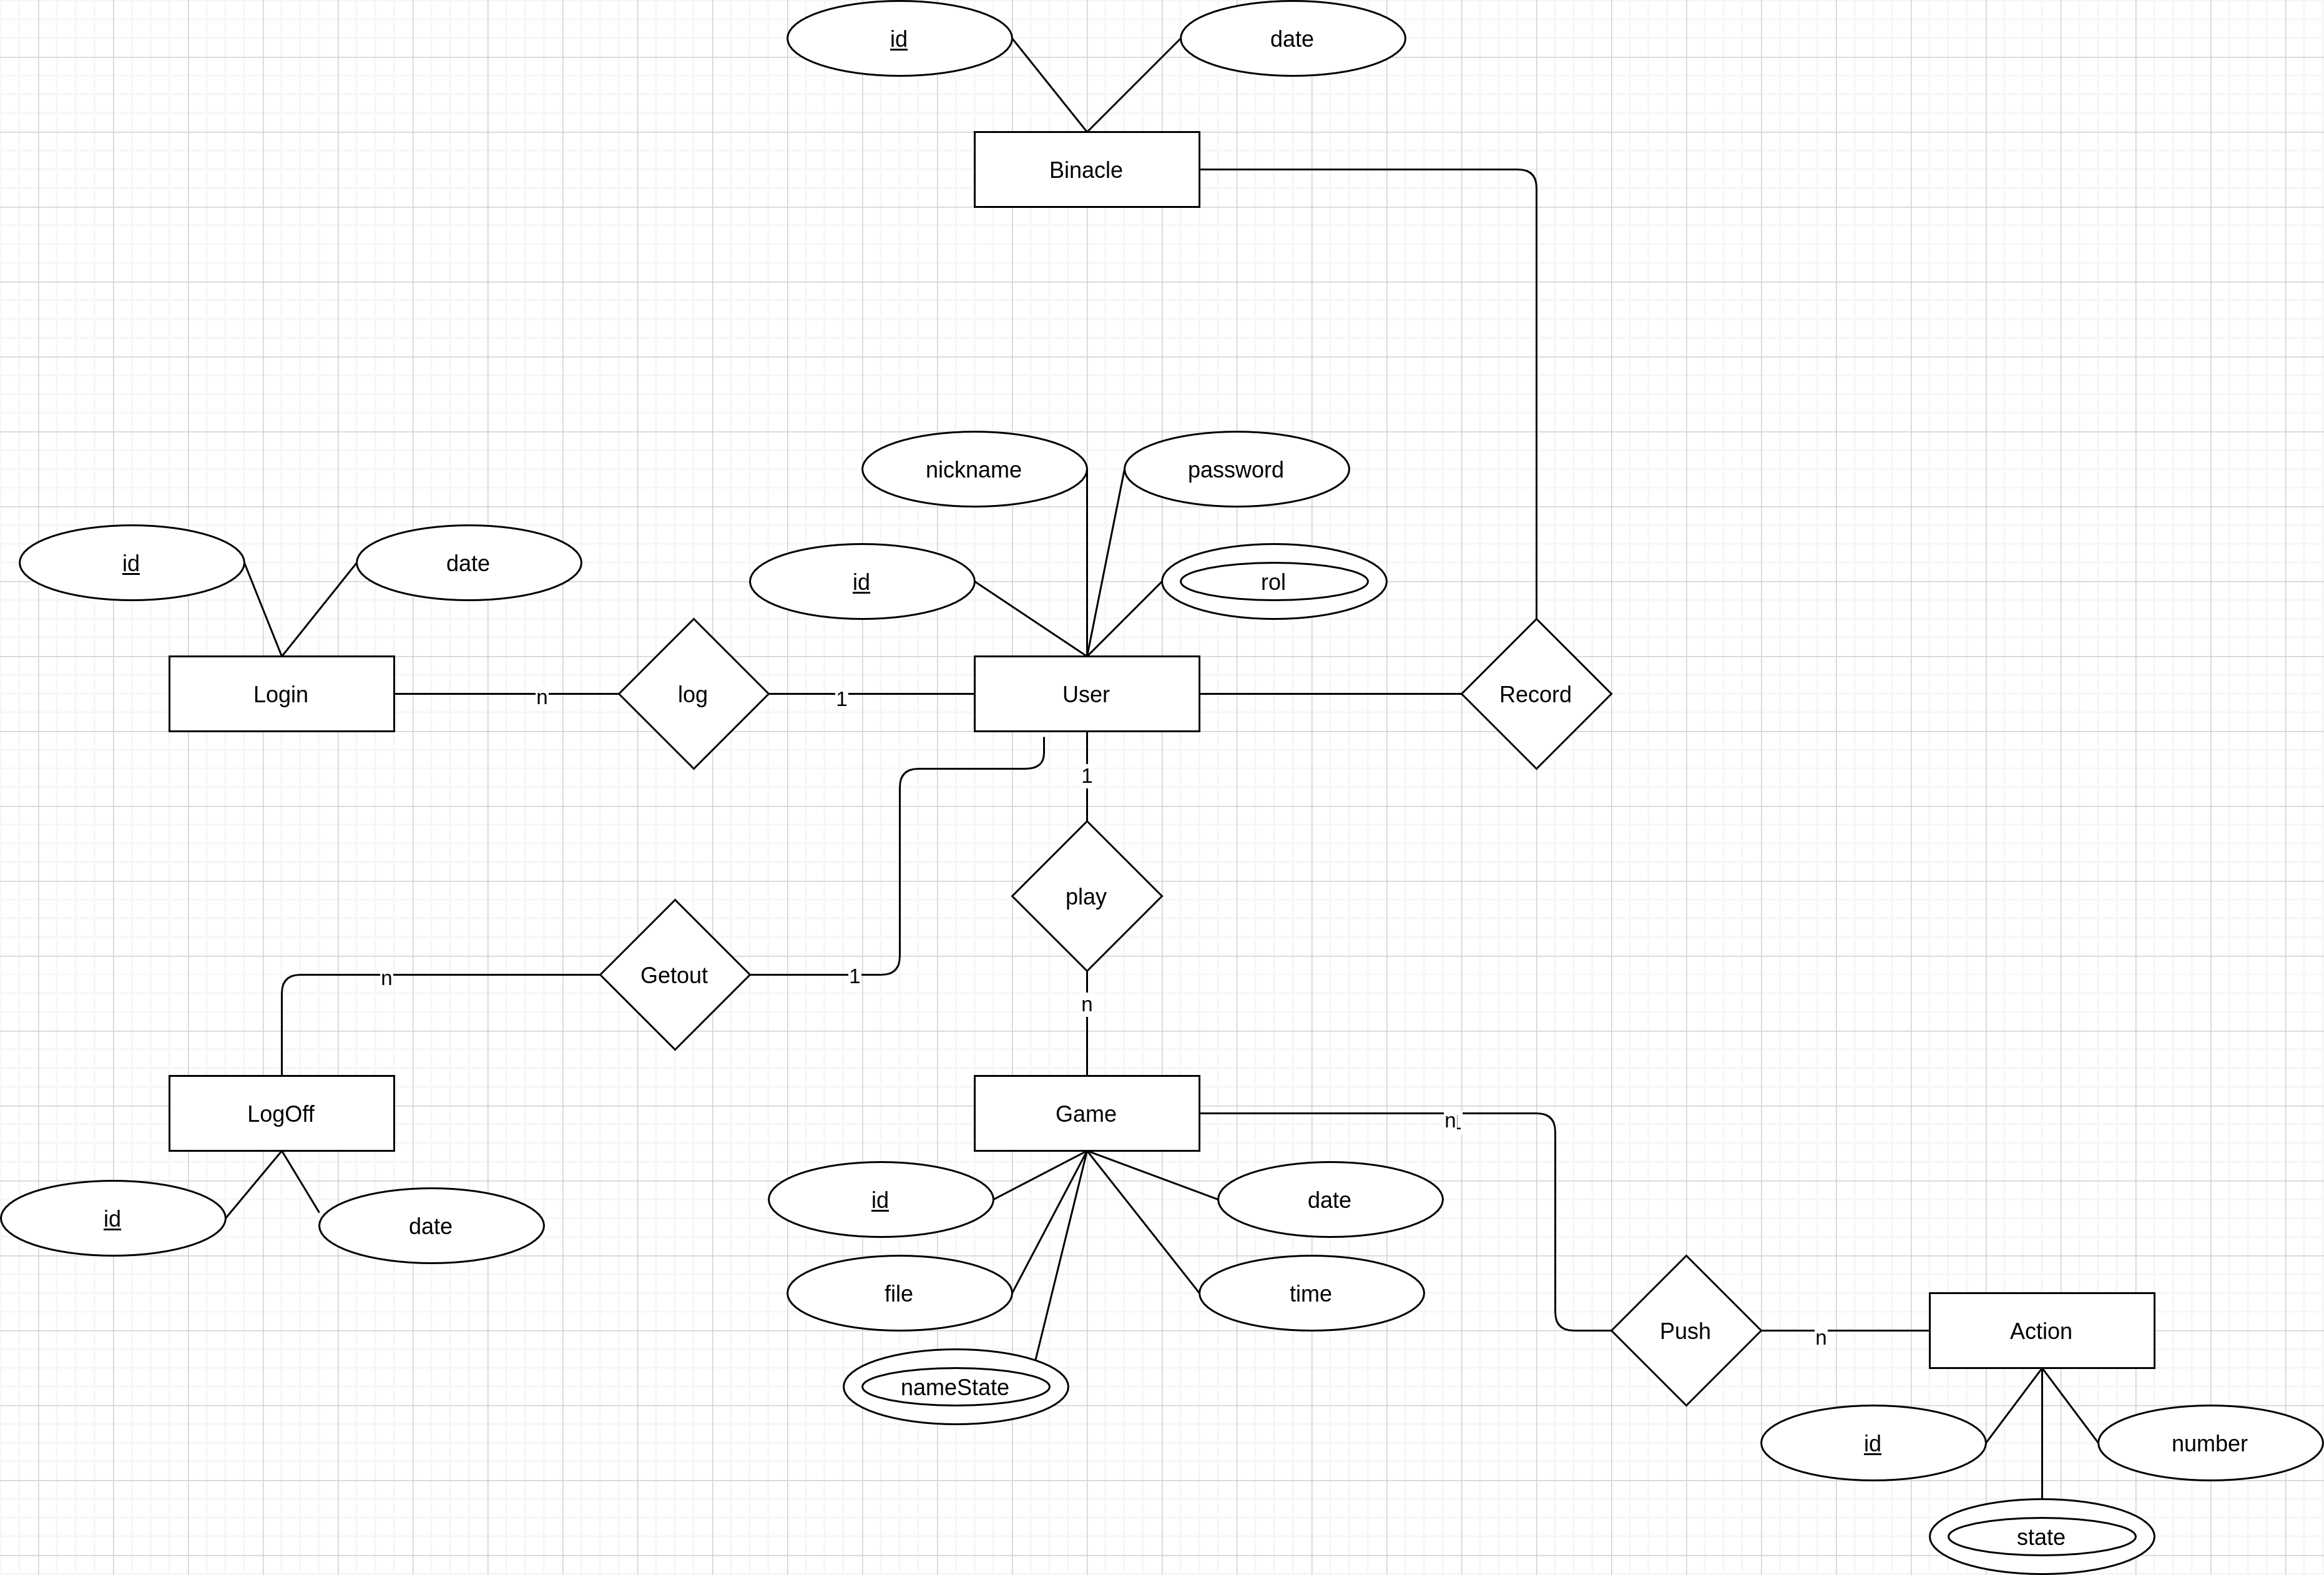 id
date
Binacle
nickname
password
id
date
id
rol
Login
n
log
1
User
Record
1
play
Getout
n
1
n
LogOff
Game
n
id
date
id
date
file
time
Push
n
Action
nameState
id
number
state